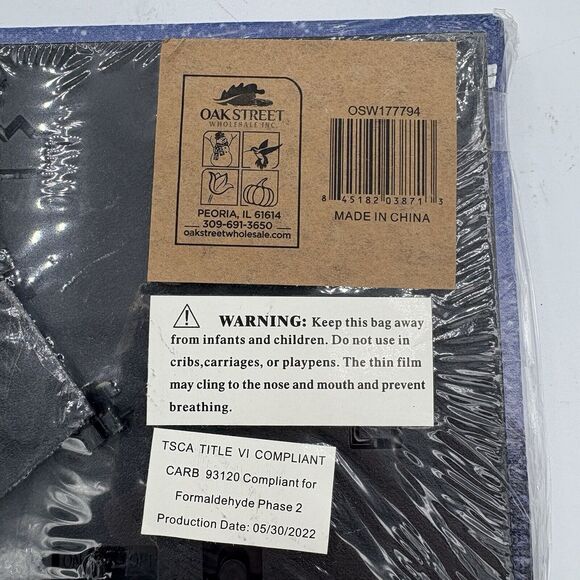 OAK STREET
WHOLESALE INC.
PEORIA, IL 61614
309-691-3650
oakstreetwholesale.com
OSW177794
8 45182 03871 3
MADE IN CHINA
WARNING: Keep this bag away
from infants and children. Do not use in
cribs,carriages, or playpens. The thin film
may cling to the nose and mouth and prevent
breathing.
TSCA TITLE VI COMPLIANT
CARB 93120 Compliant for
Formaldehyde Phase 2
Production Date: 05/30/2022